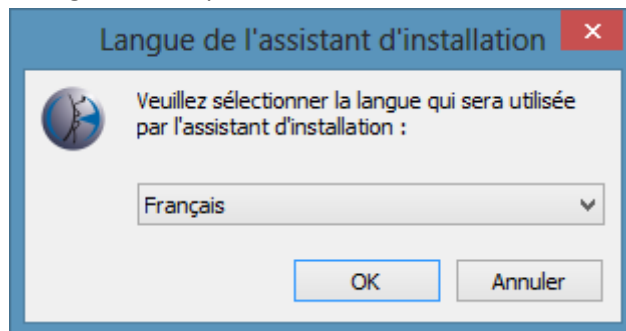 Langue de l'assistant d'installation
Veuillez sélectionner la langue qui sera utilisée
par l'assistant d'installation :
Français
OK
Annuler